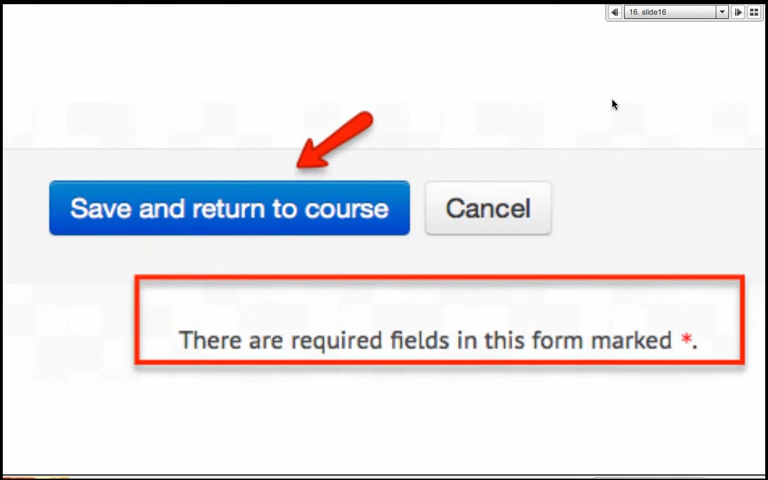 16. slide16
Save and return to course
Cancel
There are required fields in this form marked *.